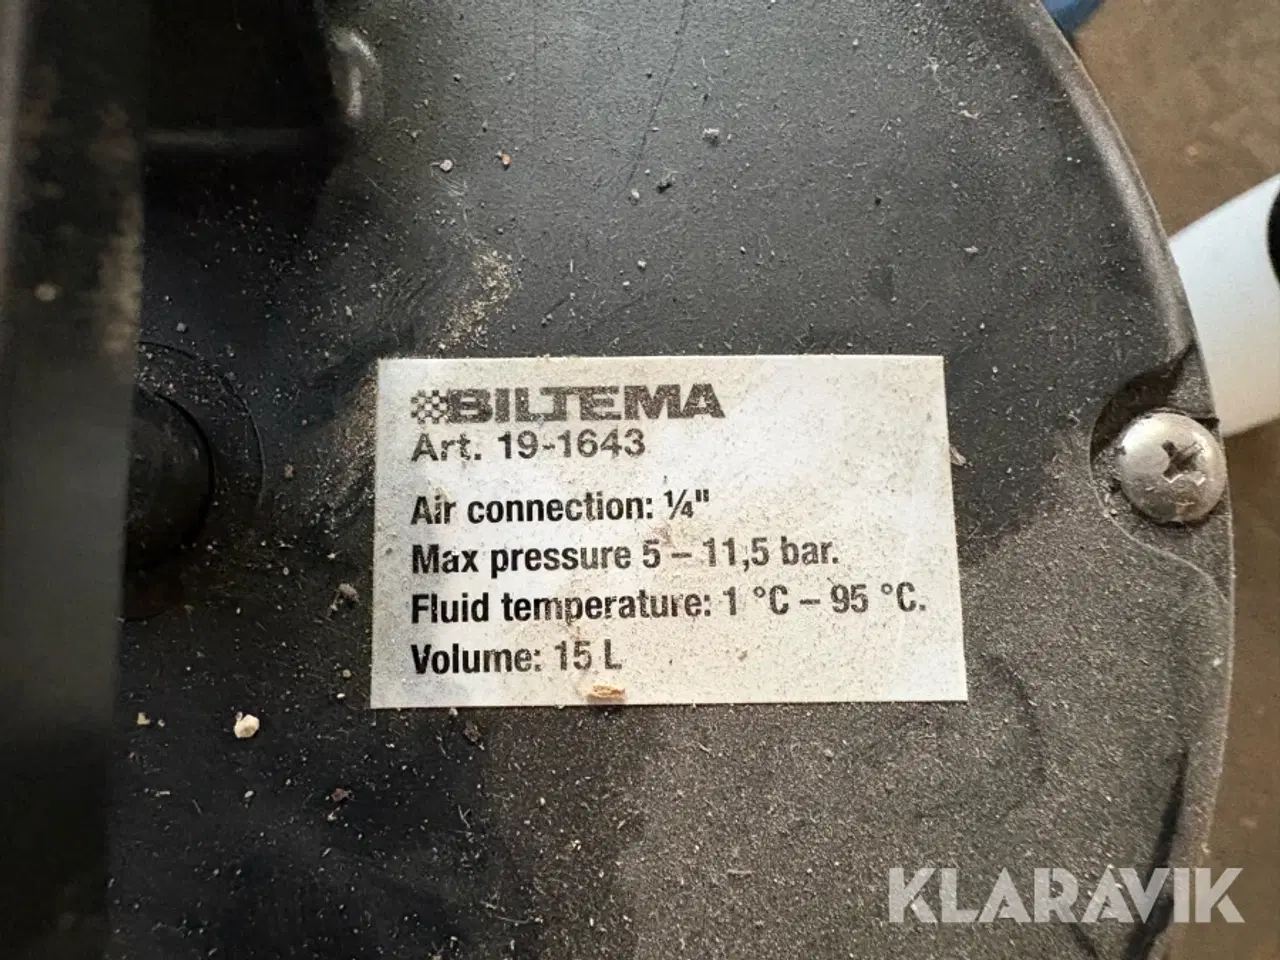 BILTEMA
Art. 19-1643
Air connection: ¼"
Max pressure 5 – 11,5 bar.
Fluid temperature: 1 °C – 95 °C.
Volume: 15 L
KLARAVIK